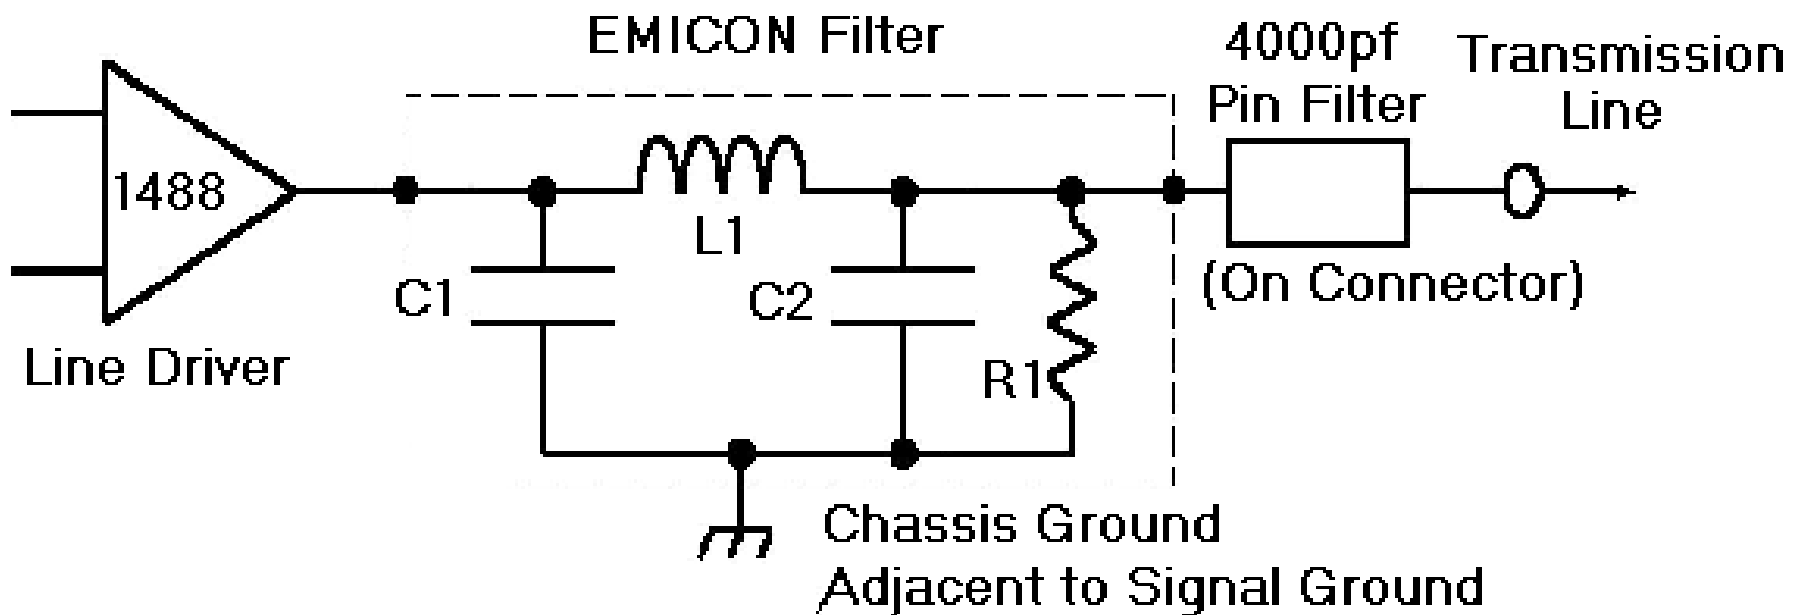 EMICON Filter
4000pf
Pin Filter
Transmission
Line
1488
L1
C1
C2
(On Connector)
Line Driver
R1
Chassis Ground
Adjacent to Signal Ground